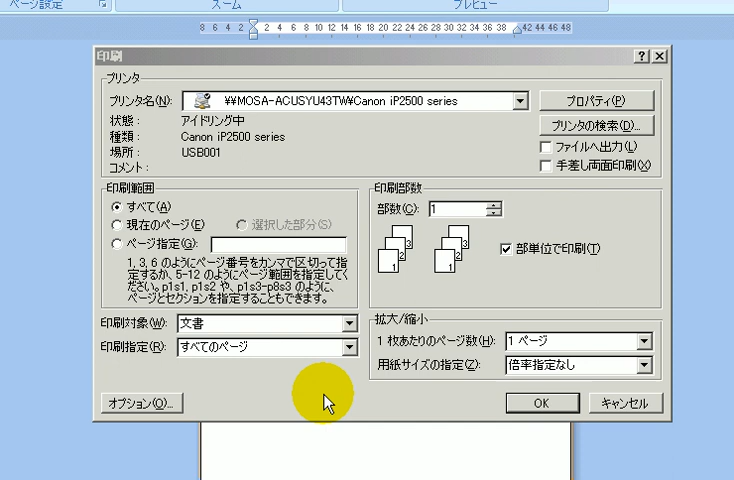 ページ設定 ズーム プレビュー
8 6 4 2 2 4 6 8 10 12 14 16 18 20 22 24 26 28 30 32 34 36 38 42 44 46 48
印刷
プリンタ
プリンタ名(N): ¥¥MOSA-ACUSYU43TW¥Canon iP2500 series プロパティ(P)
状態: アイドリング中
種類: Canon iP2500 series プリンタの検索(D)...
場所: USB001 ファイルへ出力(L)
コメント: 手差し両面印刷(X)
印刷範囲 印刷部数
すべて(A) 部数(C): 1
現在のページ(E) 選択した部分(S)
ページ指定(G): 部単位で印刷(T)
1, 3, 6 のようにページ番号をカンマで区切って指
定するか、5-12 のようにページ範囲を指定してく
ださい。p1s1, p1s2 や、p1s3-p8s3 のように、
ページとセクションを指定することもできます。
1 2 3 1 2 3
印刷対象(W): 文書 拡大/縮小
印刷指定(R): すべてのページ 1 枚あたりのページ数(H): 1 ページ
用紙サイズの指定(Z): 倍率指定なし
オプション(O)... OK キャンセル